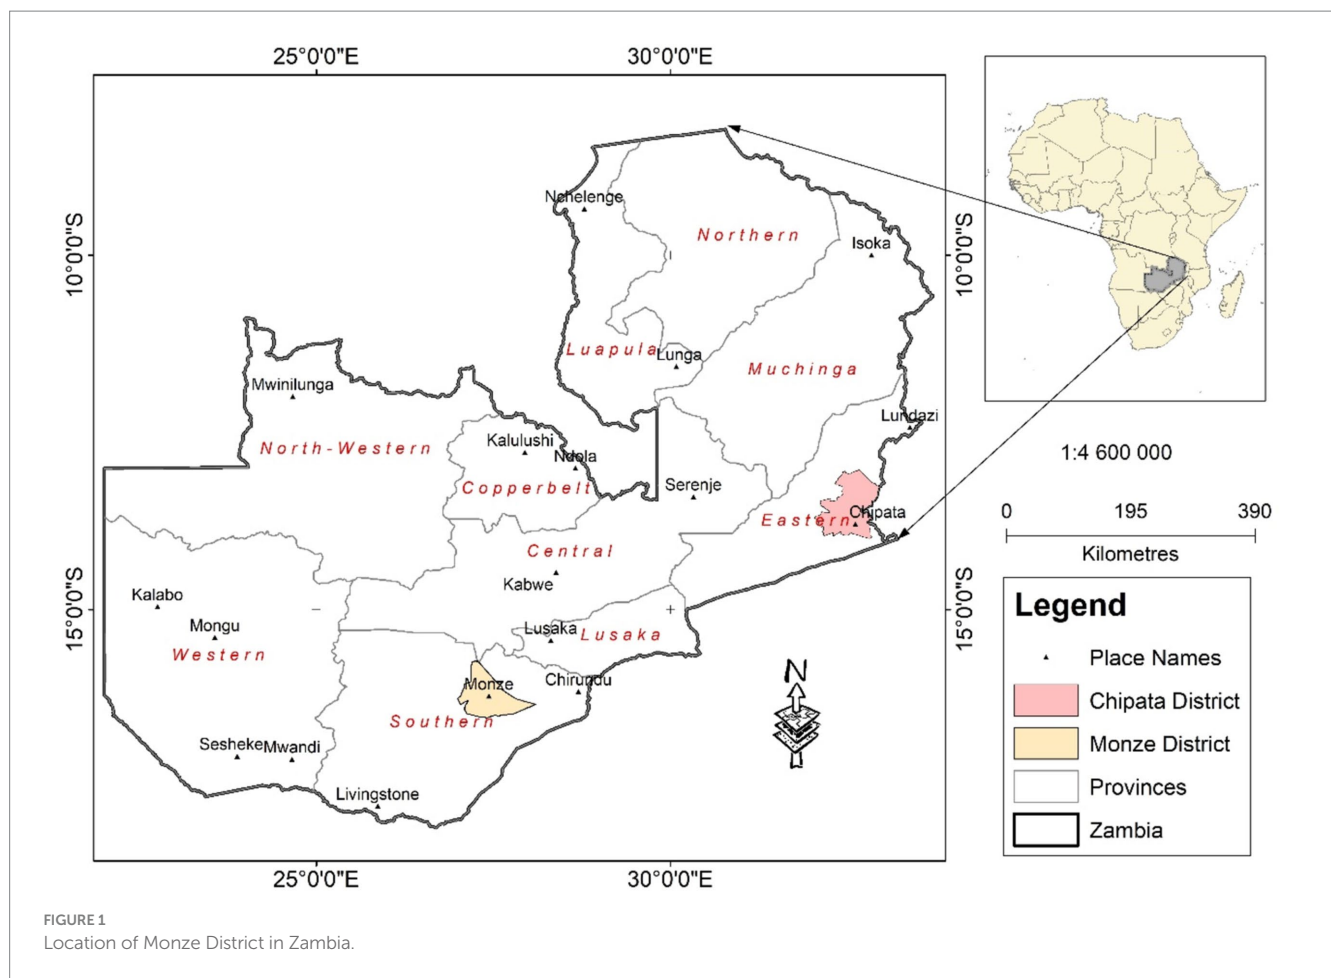 25°0'0"E
30°0'0"E
10°0'0"S
10°0'0"S
15°0'0"S
15°0'0"S
Nchelenge
Northern
Isoka
Luapula
Lunga
Muchinga
Mwinilunga
Lundazi
North-Western
Kalulushi
Ndola
Copperbelt
Serenje
Eastern
Chipata
Central
Kabwe
Kalabo
Mongu
Western
Lusaka
Lusaka
Monze
Chirundu
Southern
Sesheke
Mwandi
Livingstone
N
25°0'0"E
30°0'0"E
1:4 600 000
0 195 390
Kilometres
Legend
Place Names
Chipata District
Monze District
Provinces
Zambia
FIGURE 1
Location of Monze District in Zambia.